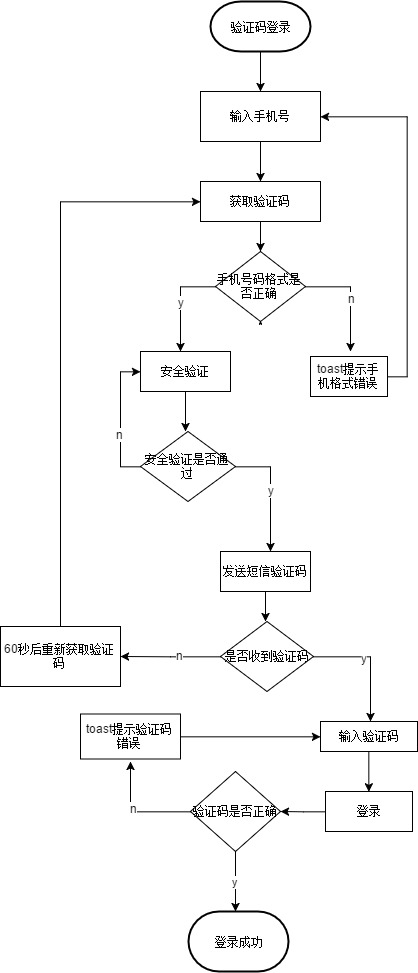 验证码登录
输入手机号
获取验证码
手机号码格式是
否正确
y
n
安全验证
toast提示手
机格式错误
n
安全验证是否通
过
y
发送短信验证码
60秒后重新获取验证
码
n
是否收到验证码
y
toast提示验证码
错误
输入验证码
n
验证码是否正确
登录
y
登录成功